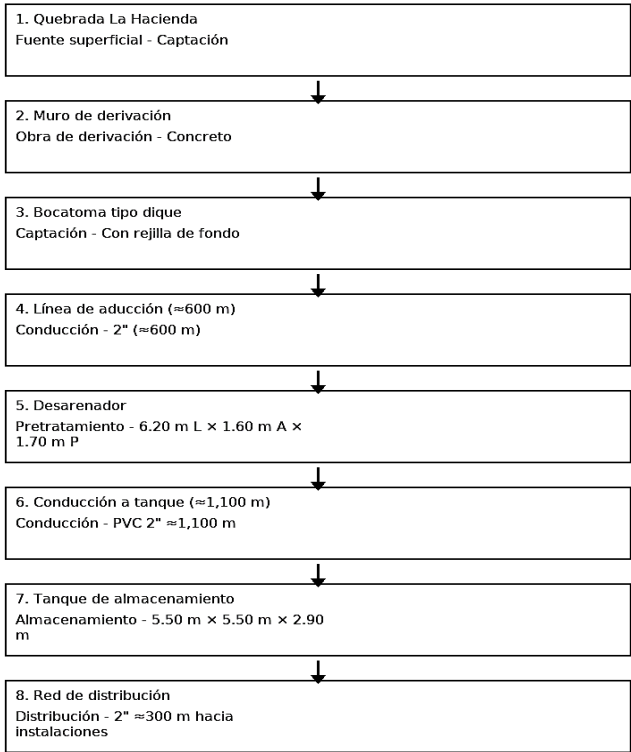 1. Quebrada La Hacienda
Fuente superficial - Captación
2. Muro de derivación
Obra de derivación - Concreto
3. Bocatoma tipo dique
Captación - Con rejilla de fondo
4. Línea de aducción (≈600 m)
Conducción - 2" (≈600 m)
5. Desarenador
Pretratamiento - 6.20 m L × 1.60 m A ×
1.70 m P
6. Conducción a tanque (≈1,100 m)
Conducción - PVC 2" ≈1,100 m
7. Tanque de almacenamiento
Almacenamiento - 5.50 m × 5.50 m × 2.90
m
8. Red de distribución
Distribución - 2" ≈300 m hacia
instalaciones